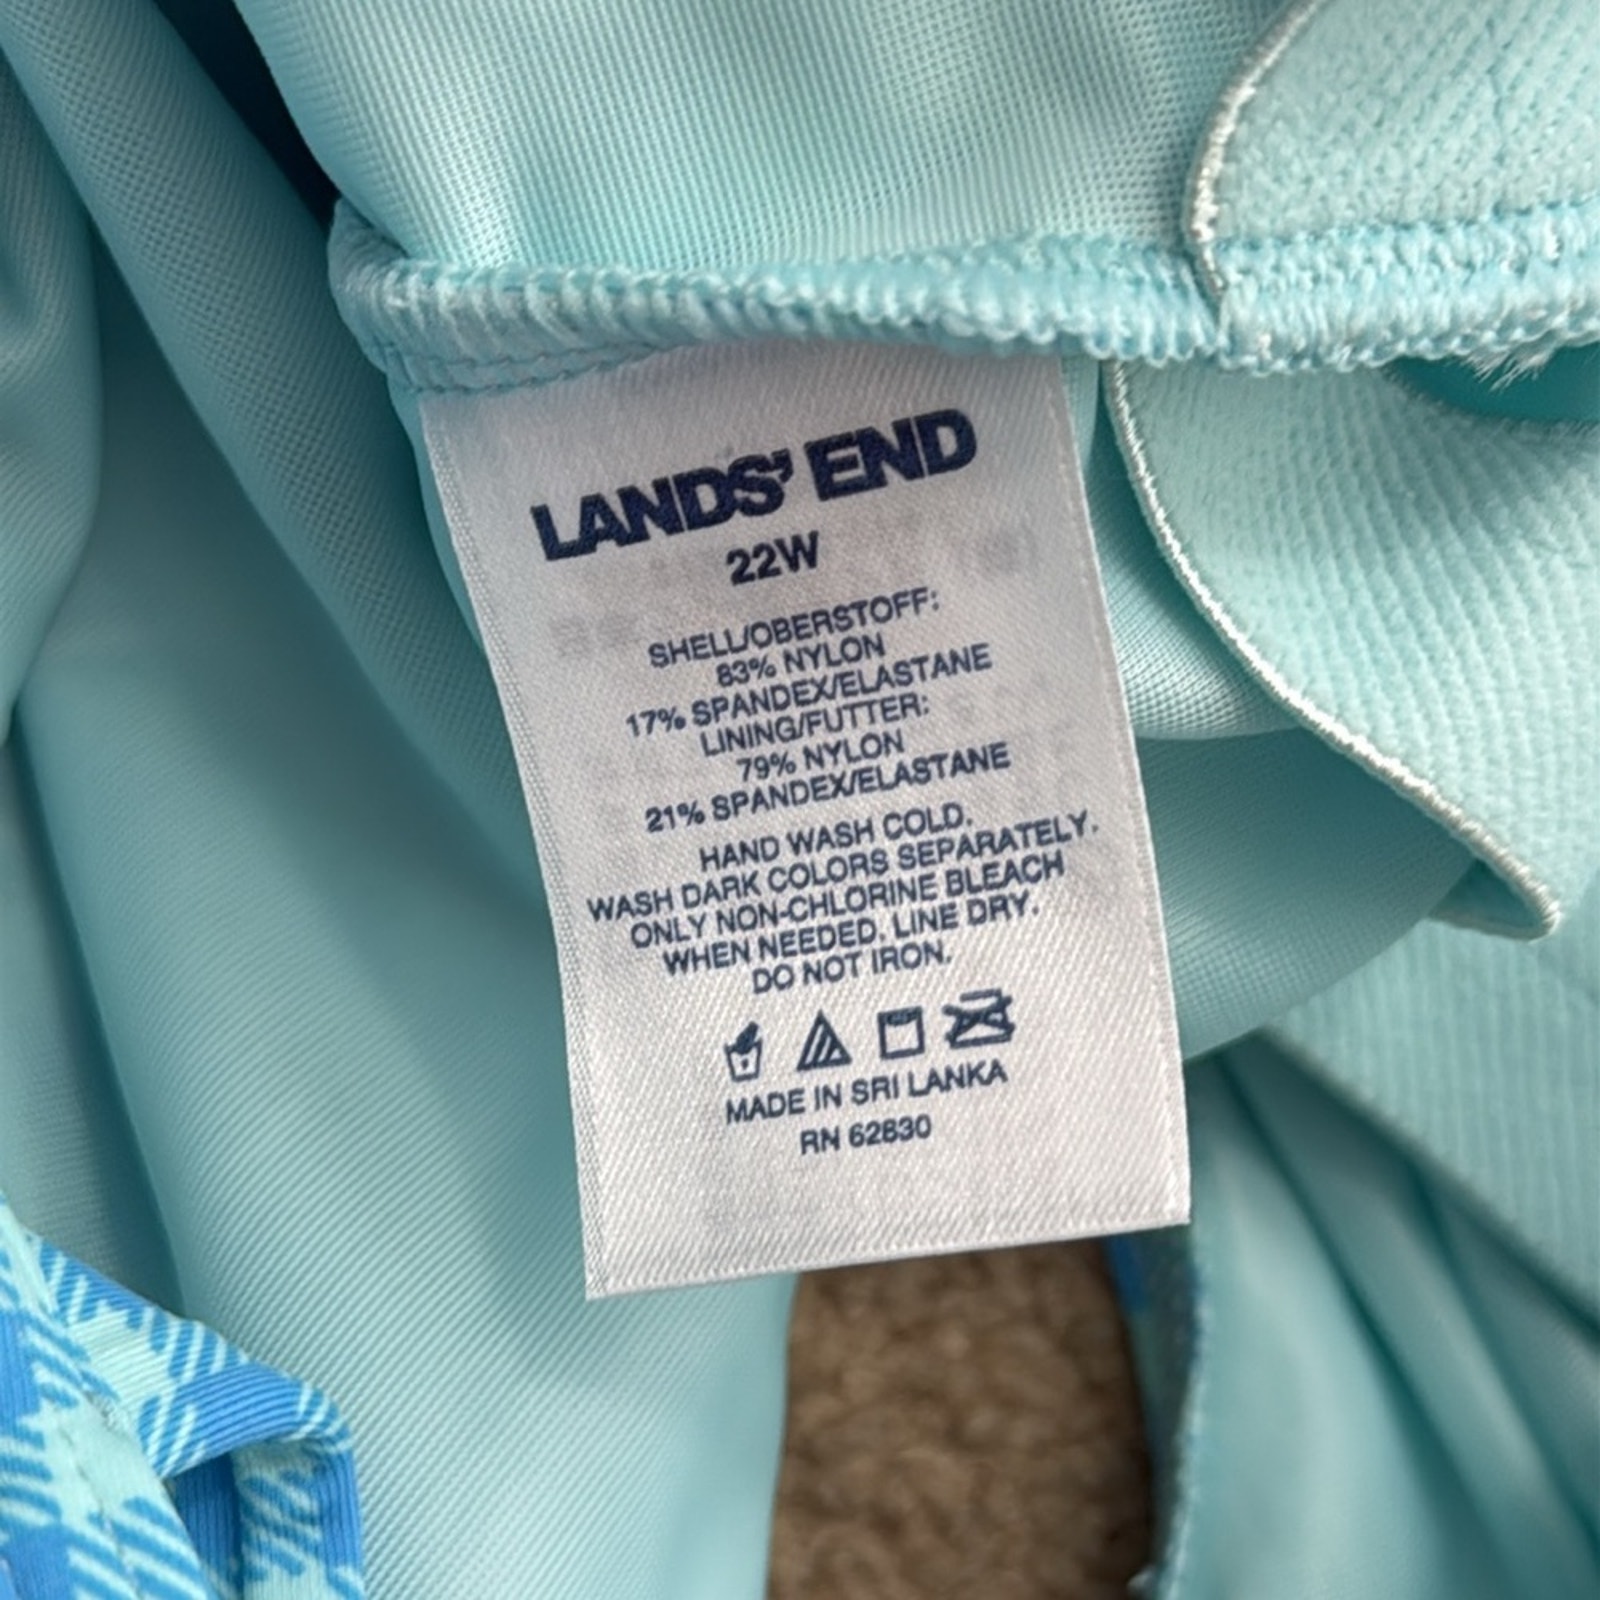 LANDS' END
22W
SHELL/OBERSTOFF:
83% NYLON
17% SPANDEX/ELASTANE
LINING/FUTTER:
79% NYLON
21% SPANDEX/ELASTANE
HAND WASH COLD.
WASH DARK COLORS SEPARATELY.
ONLY NON-CHLORINE BLEACH
WHEN NEEDED. LINE DRY.
DO NOT IRON.
MADE IN SRI LANKA
RN 62830